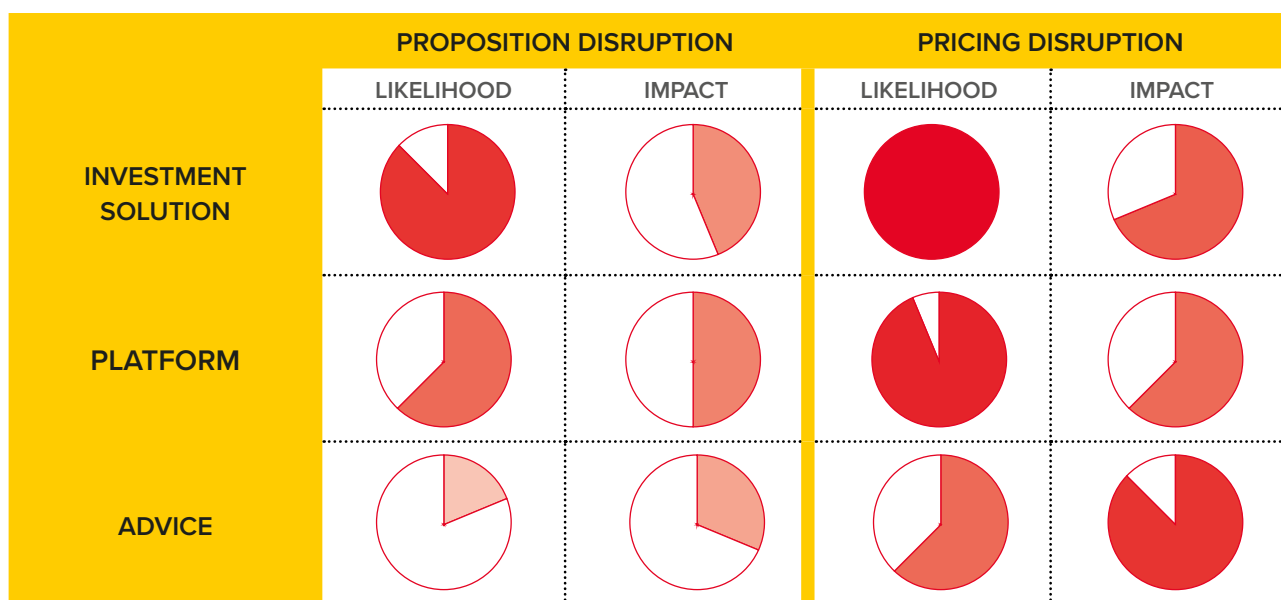 PROPOSITION DISRUPTION
PRICING DISRUPTION
LIKELIHOOD
IMPACT
LIKELIHOOD
IMPACT
INVESTMENT
SOLUTION
PLATFORM
ADVICE